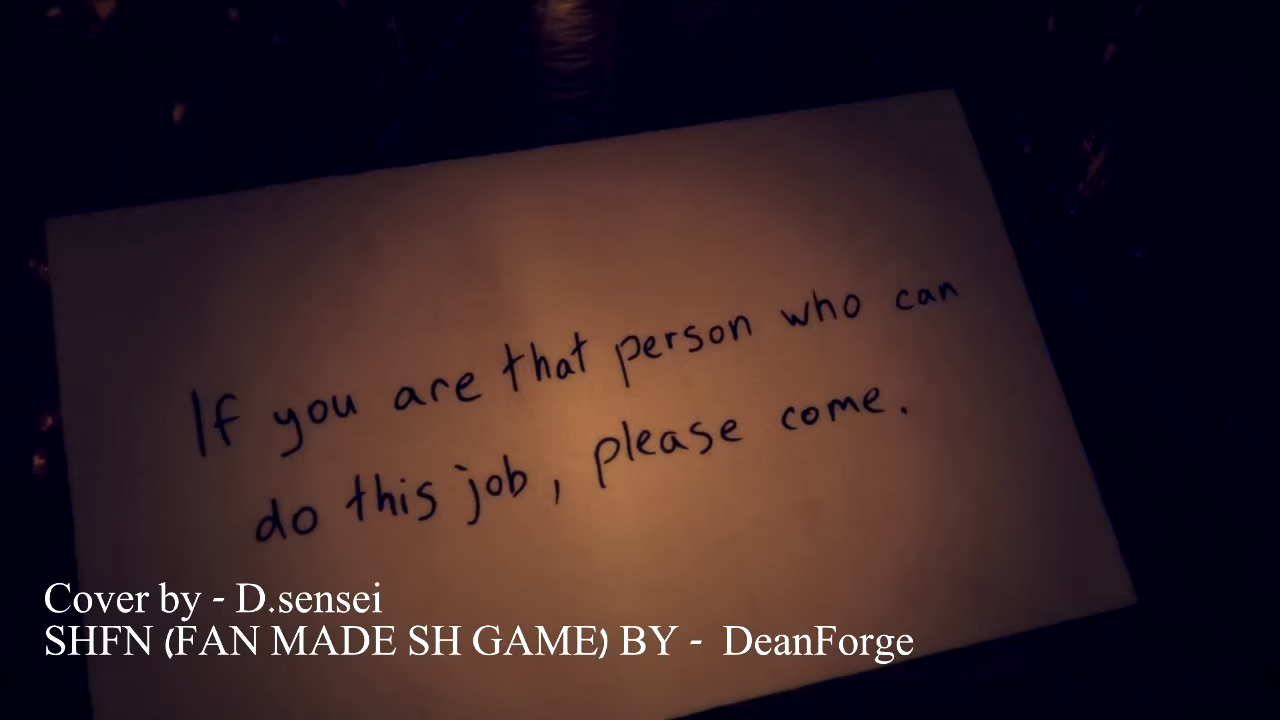 If you are that person who can
do this job, please come.
Cover by - D.sensei
SHFN (FAN MADE SH GAME) BY - DeanForge